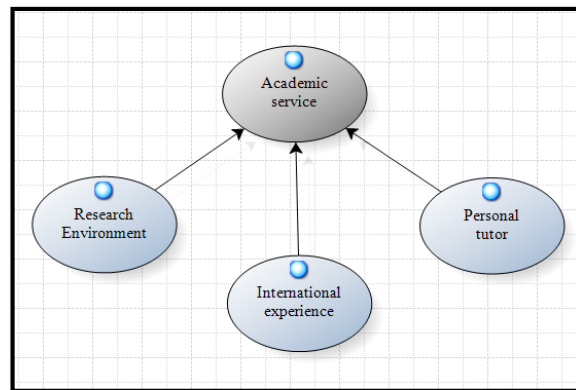 Academic
service
Research
Environment
Personal
tutor
International
experience